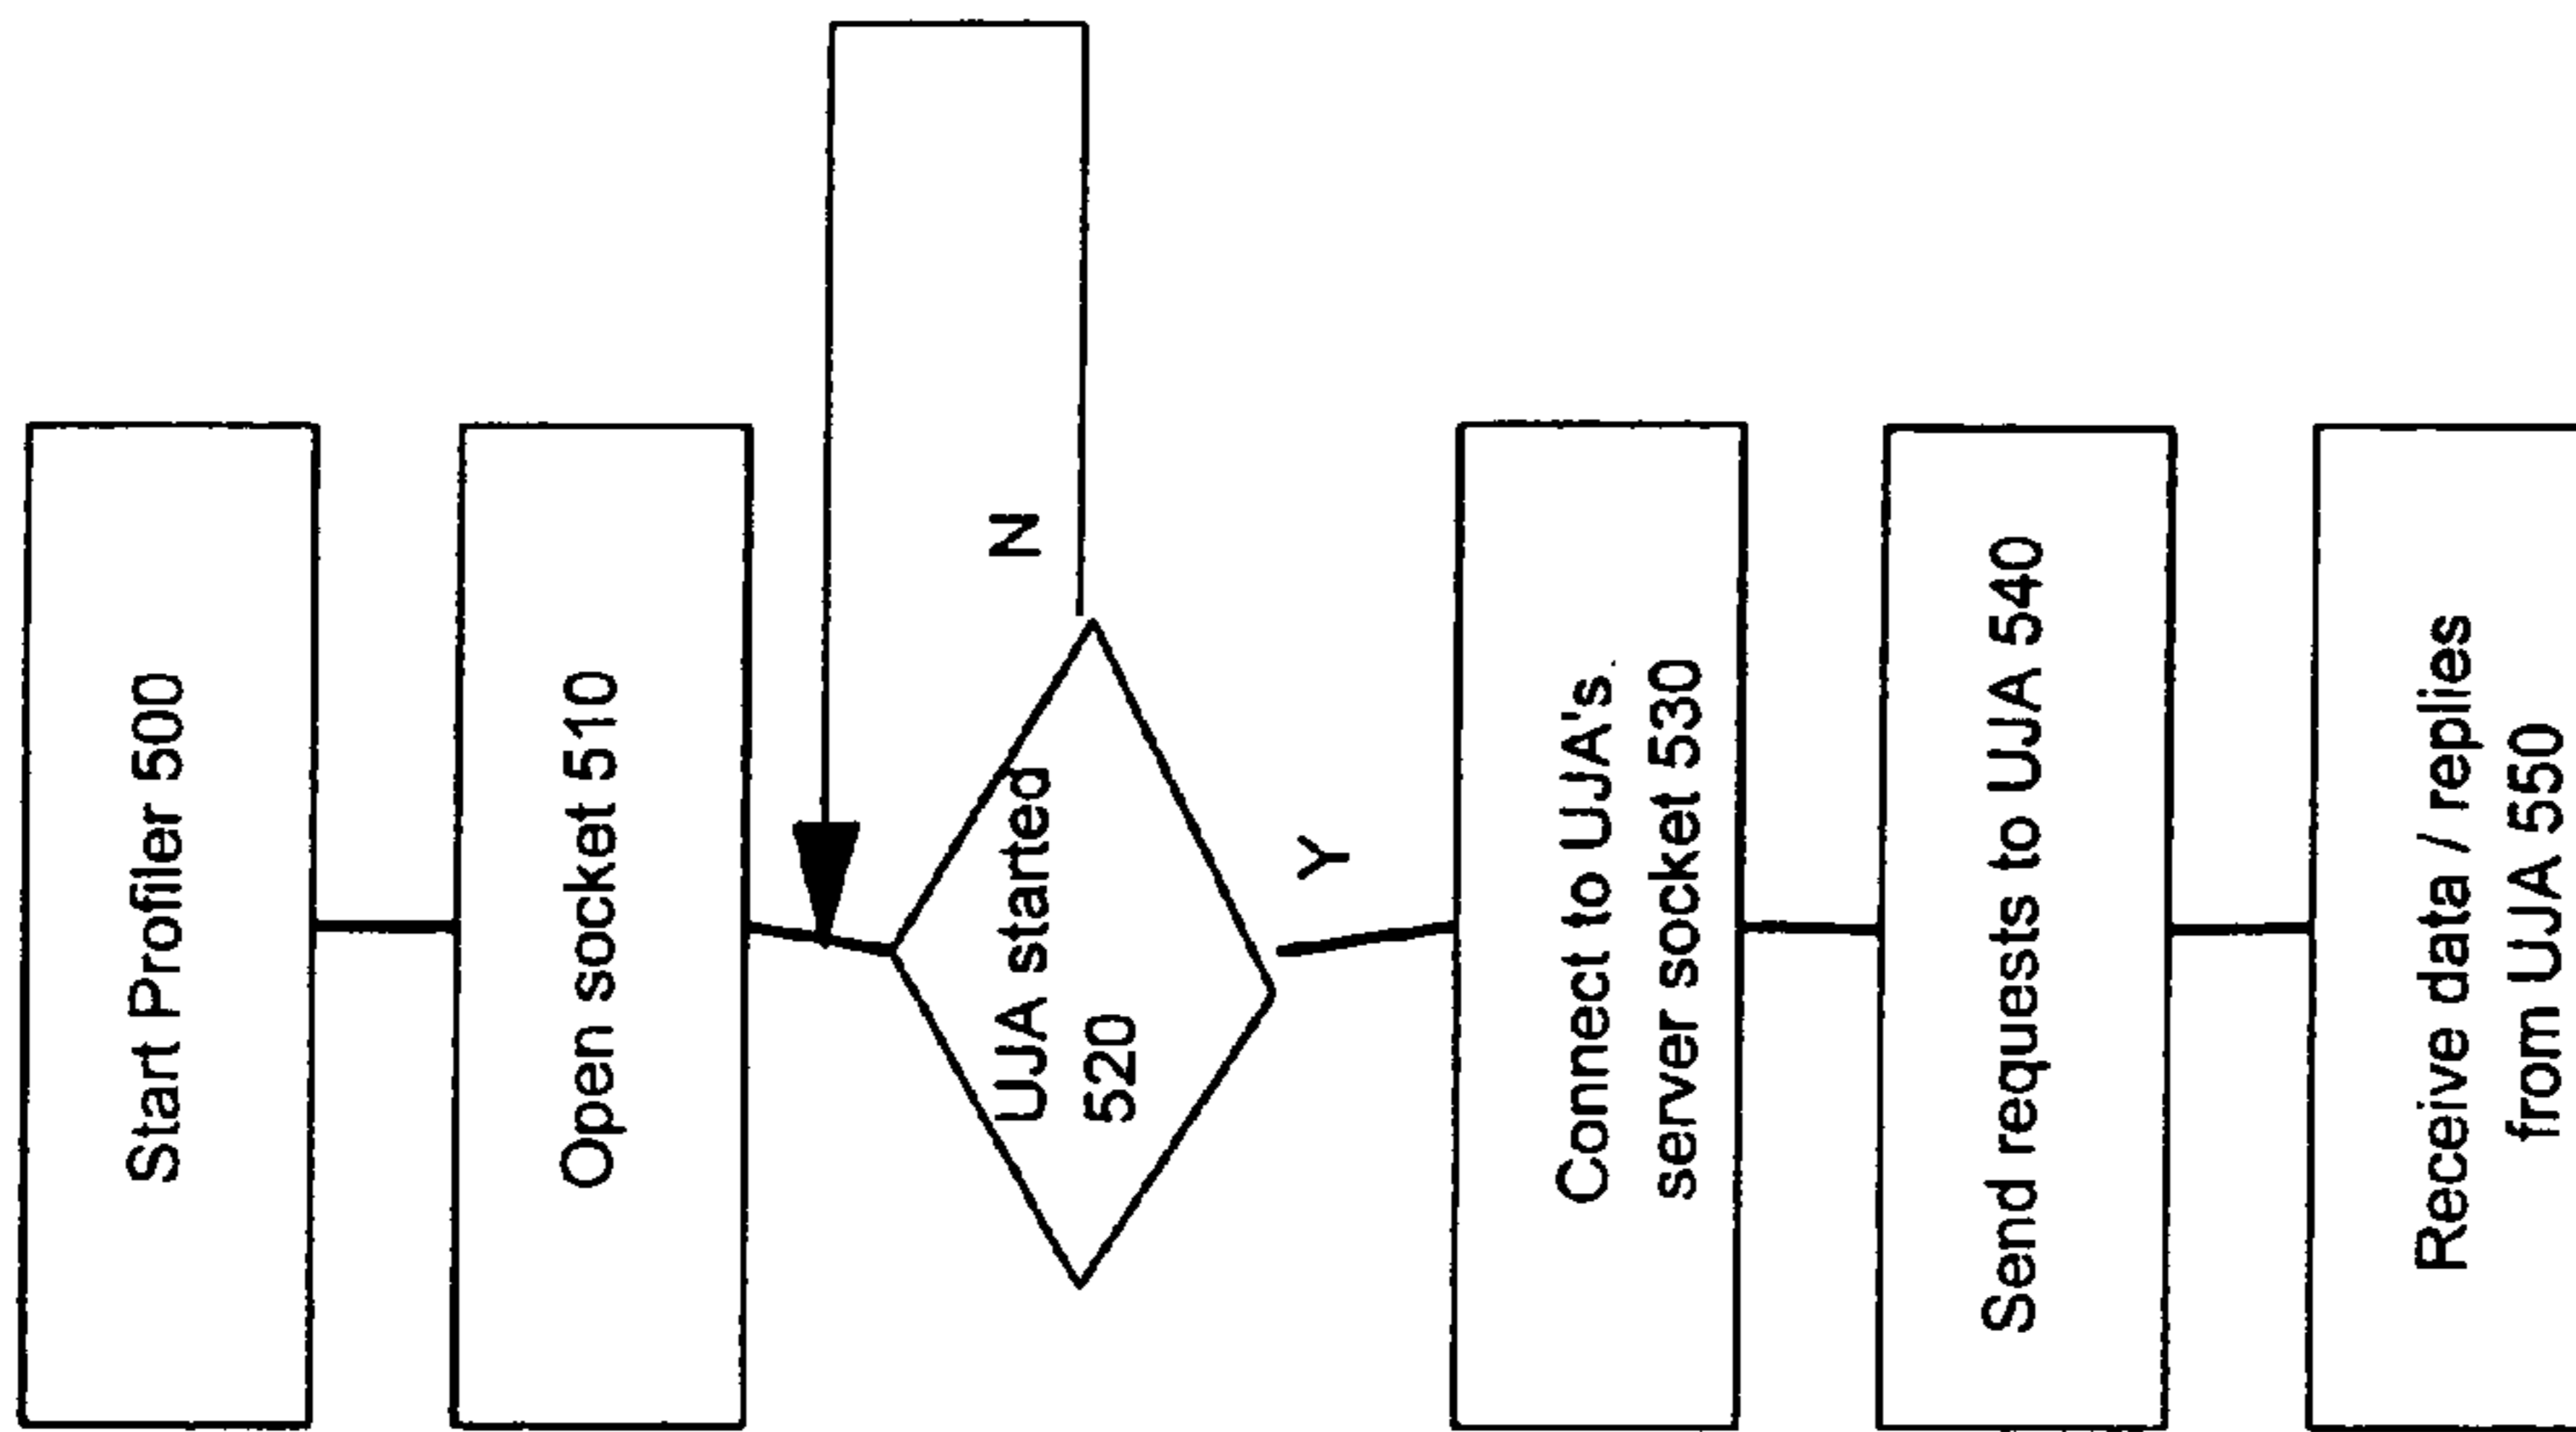 Start Profiler 500
Open socket 510
UJA started
520
N
Y
Connect to UJA's
server socket 530
Send requests to UJA 540
Receive data / replies
from UJA 550